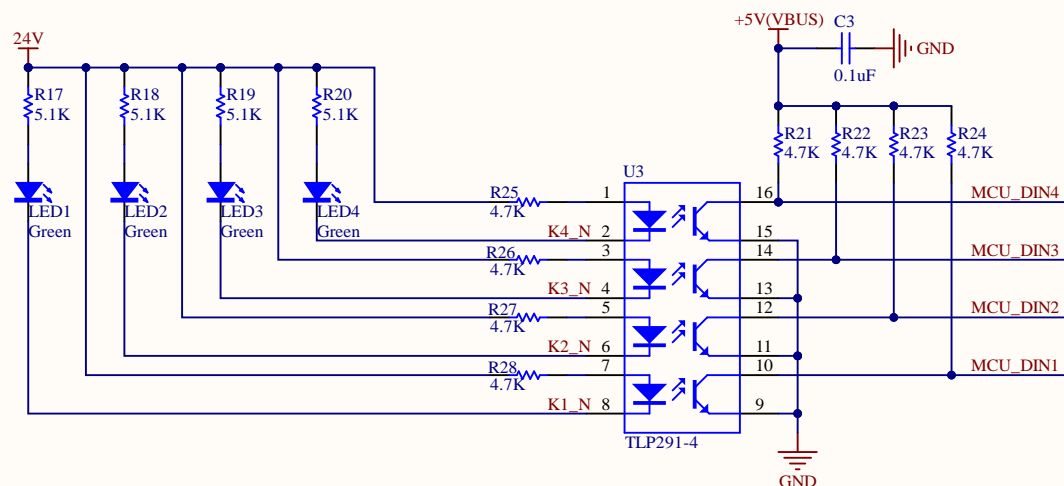 +5V(VBUS)
C3
GND
0.1uF
24V
R17
5.1K
R18
5.1K
R19
5.1K
R20
5.1K
R21
4.7K
R22
4.7K
R23
4.7K
R24
4.7K
U3
LED1
Green
LED2
Green
LED3
Green
LED4
Green
R25
4.7K
1
16
MCU_DIN4
K4_N
2
15
R26
4.7K
3
14
MCU_DIN3
K3_N
4
13
R27
4.7K
5
12
MCU_DIN2
K2_N
6
11
R28
4.7K
7
10
MCU_DIN1
K1_N
8
9
TLP291-4
GND